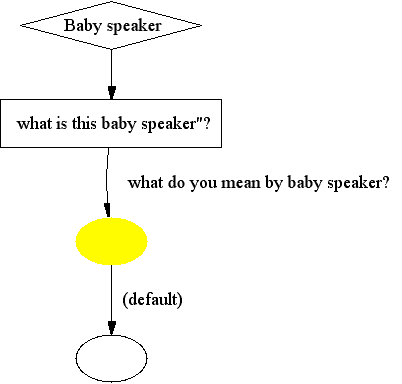 Baby speaker
what is this baby speaker"?
what do you mean by baby speaker?
(default)